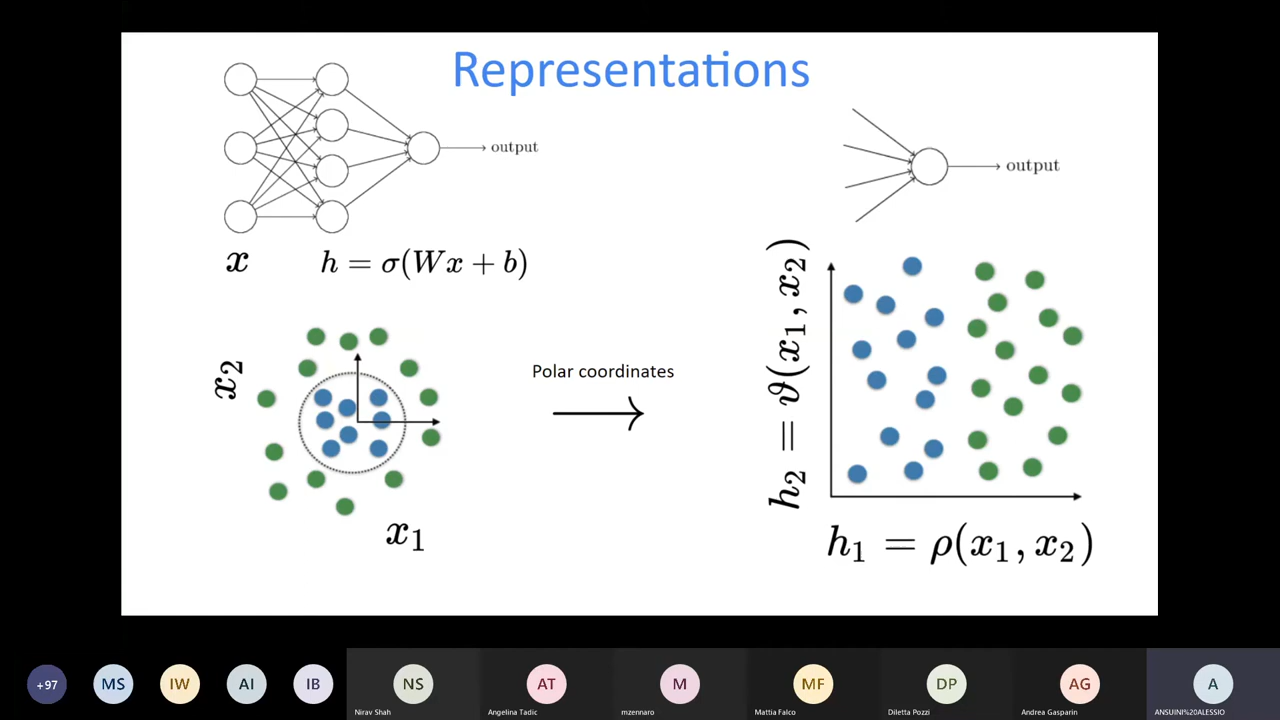 Representations
output
output
x
h = σ(Wx + b)
x₂
x₁
Polar coordinates
h₂ = ϑ(x₁, x₂)
h₁ = ρ(x₁, x₂)
+97
MS
IW
AI
IB
NS
AT
M
MF
DP
AG
A
Nirav Shah
Angelina Tadic
mzennaro
Mattia Falco
Diletta Pozzi
Andrea Gasparin
ANSUINI%20ALESSIO